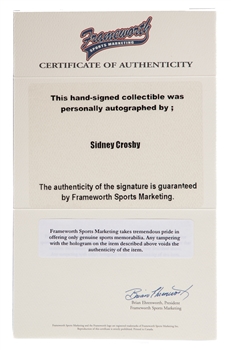 Frameworth
SPORTS MARKETING
CERTIFICATE OF AUTHENTICITY
This hand-signed collectible was
personally autographed by ;
Sidney Crosby
The authenticity of the signature is guaranteed
by Frameworth Sports Marketing.
Frameworth Sports Marketing takes tremendous pride in
offering only genuine sports memorabilia. Any tampering
with the hologram on the item described above voids the
authenticity of the item.
Brian Ehrenworth, President
Frameworth Sports Marketing